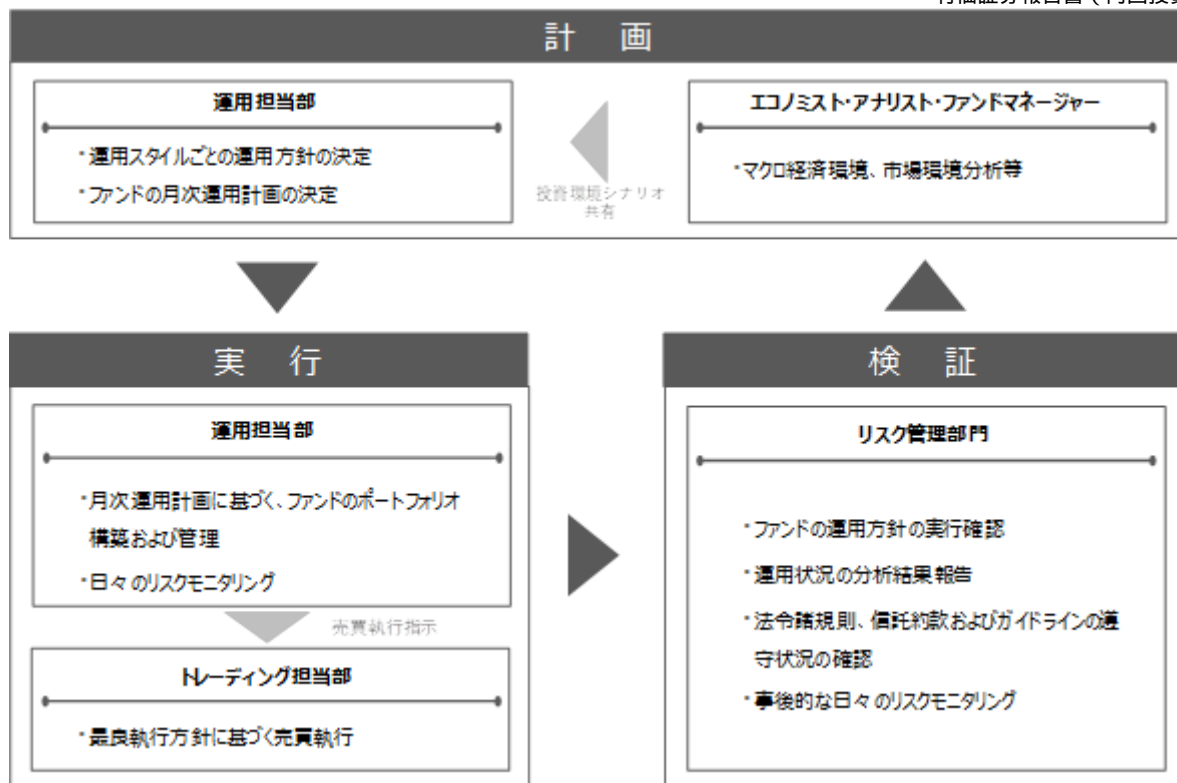 計 画
運用担当部
・運用スタイルごとの運用方針の決定
・ファンドの月次運用計画の決定
投資環境シナリオ
共有
エコノミスト・アナリスト・ファンドマネージャー
・マクロ経済環境、市場環境分析等
実 行
運用担当部
・月次運用計画に基づく、ファンドのポートフォリオ
構築および管理
・日々のリスクモニタリング
売買執行指示
トレーディング担当部
・最良執行方針に基づく売買執行
検 証
リスク管理部門
・ファンドの運用方針の実行確認
・運用状況の分析結果報告
・法令諸規則、信託約款およびガイドラインの遵
守状況の確認
・事後的な日々のリスクモニタリング